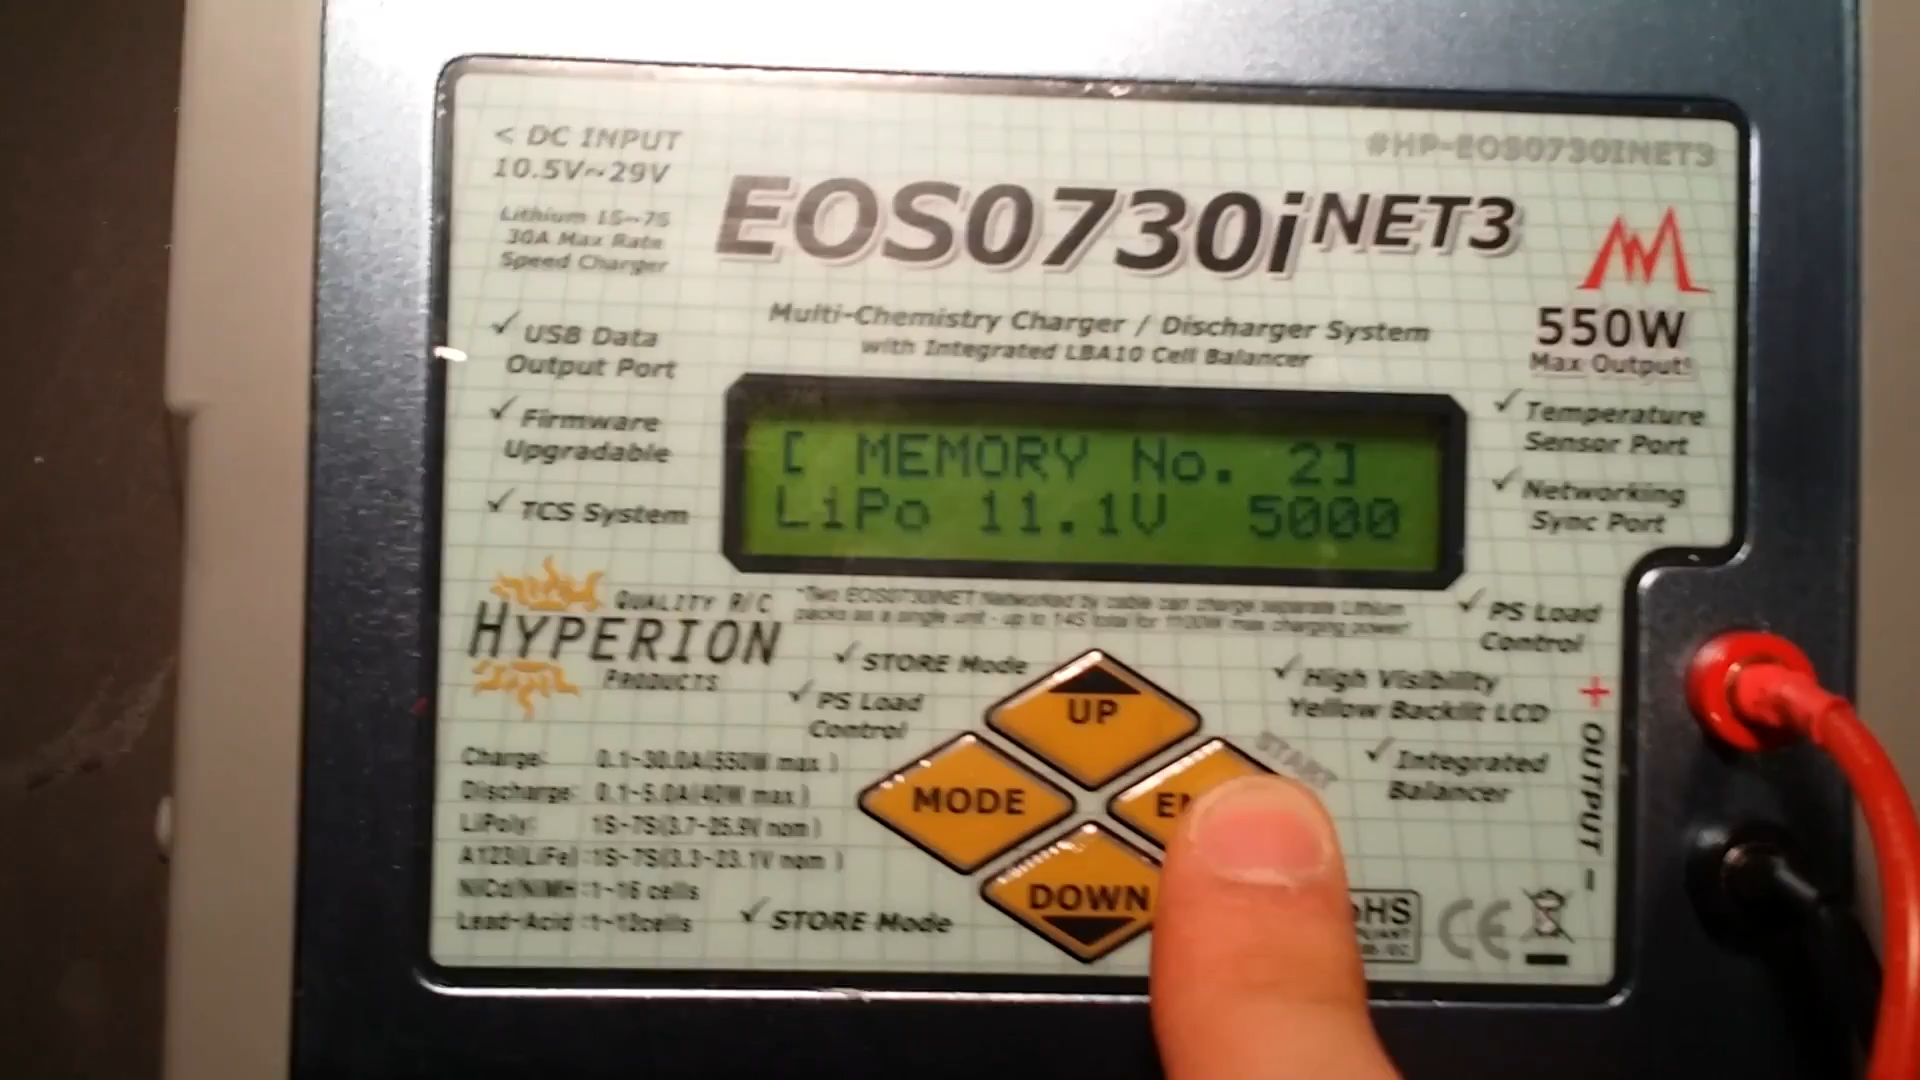 < DC INPUT
10.5V~29V
#HP-EOS0730INET3
Lithium 1S~7S
30A Max Rate
Speed Charger
EOS0730iNET3
550W
Max Output!
Multi-Chemistry Charger / Discharger System
with Integrated LBA10 Cell Balancer
✓ USB Data
Output Port
✓ Firmware
Upgradable
✓ TCS System
[ MEMORY No. 2]
LiPo 11.1V 5000
✓ Temperature
Sensor Port
✓ Networking
Sync Port
QUALITY R/C
HYPERION
PRODUCTS
*Two EOS0730INET Networked by cable can charge separate Lithium
packs as a single unit - up to 14S total for 1100W max charging power!
✓ PS Load
Control
✓ STORE Mode
✓ PS Load
Control
✓ High Visibility
Yellow Backlit LCD
✓ Integrated
Balancer
+ OUTPUT -
UP
MODE
START
DOWN
Charge: 0.1~30.0A(550W max)
Discharge: 0.1~5.0A(40W max)
LiPoly: 1S~7S(3.7~25.9V nom)
A123(LiFe):1S~7S(3.3~23.1V nom)
NiCd/NiMH:1~16 cells
Lead-Acid:1~12cells
✓ STORE Mode
CE